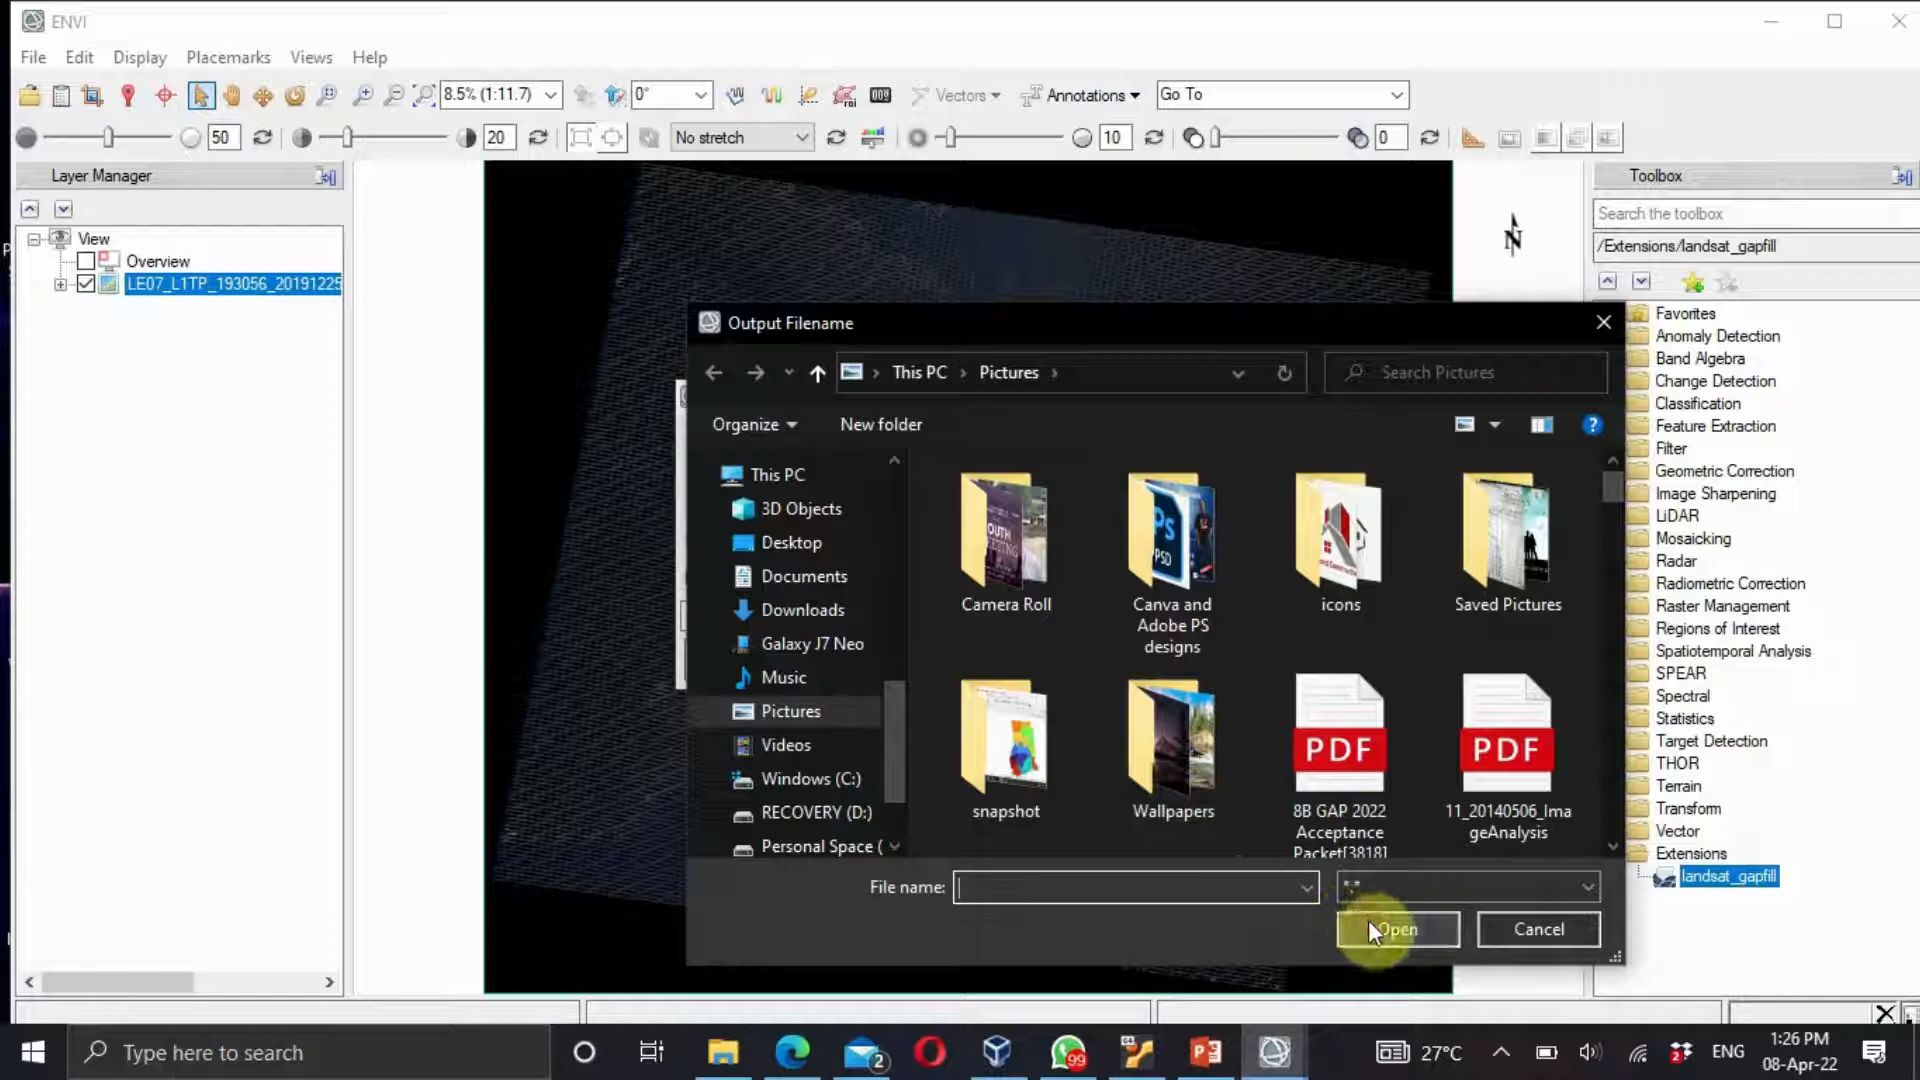 ENVI
File Edit Display Placemarks Views Help
8.5% (1:11.7) 0° Vectors Annotations Go To
50 20 No stretch 10 0
Layer Manager
View
Overview
LE07_L1TP_193056_20191225
N
Toolbox
Search the toolbox
/Extensions/landsat_gapfill
Favorites
Anomaly Detection
Band Algebra
Change Detection
Classification
Feature Extraction
Filter
Geometric Correction
Image Sharpening
LiDAR
Mosaicking
Radar
Radiometric Correction
Raster Management
Regions of Interest
Spatiotemporal Analysis
SPEAR
Spectral
Statistics
Target Detection
THOR
Terrain
Transform
Vector
Extensions
landsat_gapfill
Output Filename
This PC > Pictures >
Search Pictures
Organize New folder
This PC
3D Objects
Desktop
Documents
Downloads
Galaxy J7 Neo
Music
Pictures
Videos
Windows (C:)
RECOVERY (D:)
Personal Space (
Camera Roll
Canva and
Adobe PS
designs
icons
Saved Pictures
snapshot
Wallpapers
PDF
8B GAP 2022
Acceptance
Packet[3818]
PDF
11_20140506_Ima
geAnalysis
File name:
*.*
Open Cancel
Type here to search
2
99
27°C
2
ENG
1:26 PM
08-Apr-22